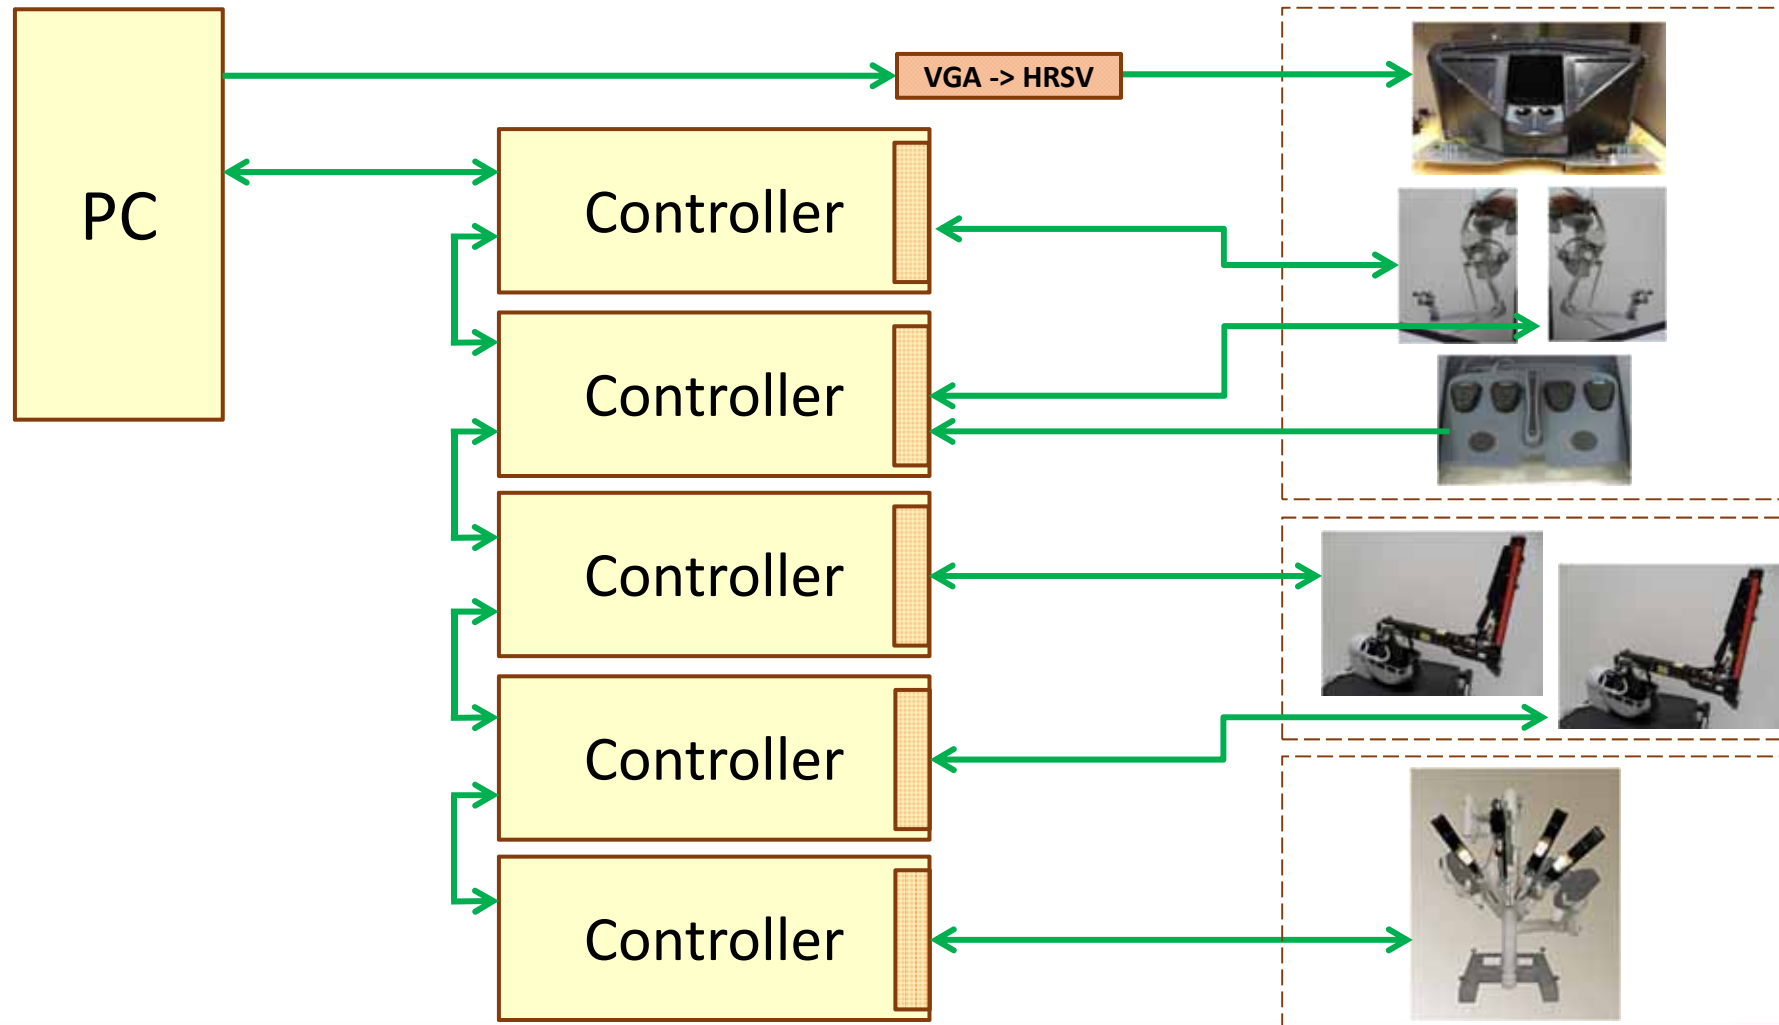 VGA -> HRSV
PC
Controller
Controller
Controller
Controller
Controller